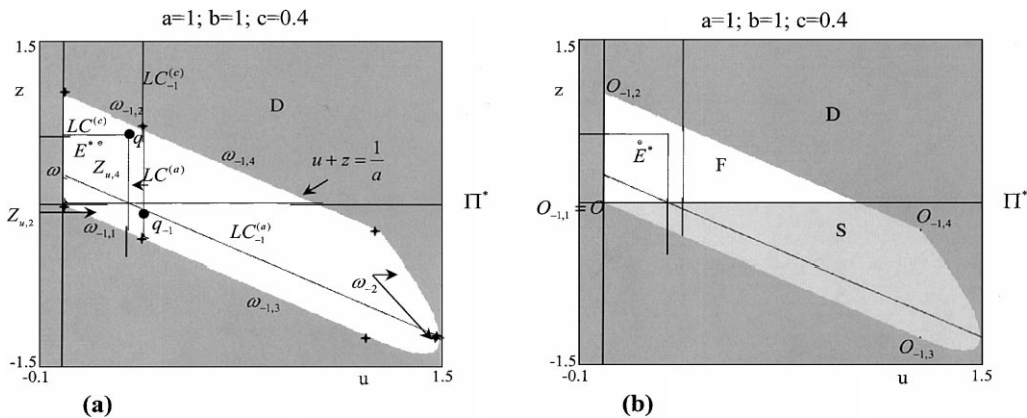 a=1; b=1; c=0.4
1.5
z
LC_{-1}^{(c)}
D
ω_{-1,2}
LC^{(c)}
q
E*
Z_{u,4}
ω_{-1,4}
u + z = 1/a
ω
LC^{(a)}
Π*
Z_{u,2}
q_{-1}
ω_{-1,1}
LC_{-1}^{(a)}
ω_{-2}
ω_{-1,3}
-1.5
-0.1
u
1.5
(a)
a=1; b=1; c=0.4
1.5
z
O_{-1,2}
D
E*
F
O_{-1,1} = O
Π*
O_{-1,4}
S
O_{-1,3}
-1.5
-0.1
u
1.5
(b)